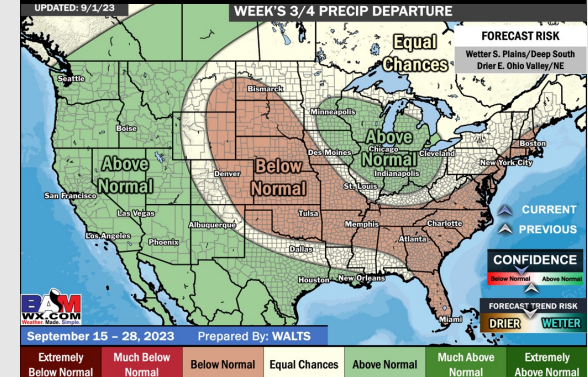 UPDATED: 9/1/23
WEEK'S 3/4 PRECIP DEPARTURE
FORECAST RISK
Wetter S. Plains/Deep South
Drier E. Ohio Valley/NE
Equal
Chances
Seattle
Bismarck
Minneapolis
Boise
Above
Normal
Boston
Des Moines
Chicago
Cleveland
New York City
Indianapolis
Above
Normal
Below
Normal
Denver
St. Louis
San Francisco
Las Vegas
Tulsa
Memphis
Charlotte
Albuquerque
Los Angeles
Phoenix
Atlanta
Dallas
Houston
New Orleans
Miami
CURRENT
PREVIOUS
CONFIDENCE
Below Normal
Above Normal
FORECAST TREND RISK
DRIER
WETTER
BAM
WX.COM
Weather. Made. Simple.
September 15 – 28, 2023
Prepared By: WALTS
Extremely
Below Normal
Much Below
Normal
Below Normal
Equal Chances
Above Normal
Much Above
Normal
Extremely
Above Normal